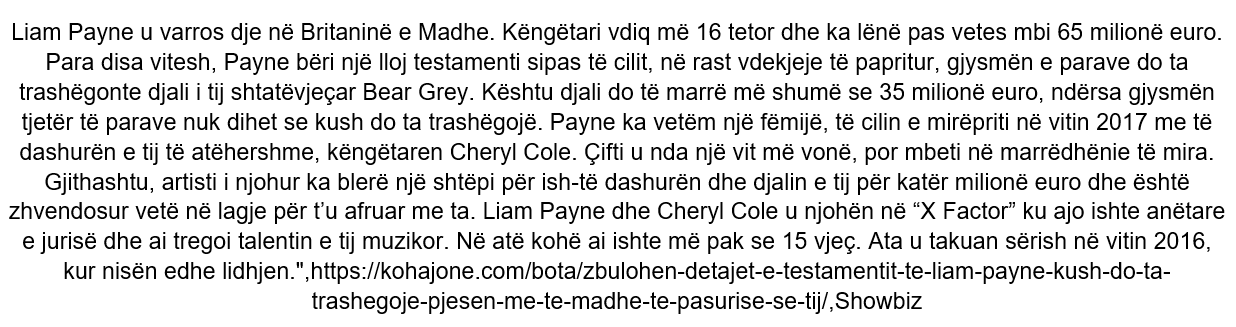 Liam Payne u varros dje në Britaninë e Madhe. Këngëtari vdiq më 16 tetor dhe ka lënë pas vetes mbi 65 milionë euro.
Para disa vitesh, Payne bëri një lloj testamenti sipas të cilit, në rast vdekjeje të papritur, gjysmën e parave do ta
trashëgonte djali i tij shtatëvjeçar Bear Grey. Kështu djali do të marrë më shumë se 35 milionë euro, ndërsa gjysmën
tjetër të parave nuk dihet se kush do ta trashëgojë. Payne ka vetëm një fëmijë, të cilin e mirëpriti në vitin 2017 me të
dashurën e tij të atëhershme, këngëtaren Cheryl Cole. Çifti u nda një vit më vonë, por mbeti në marrëdhënie të mira.
Gjithashtu, artisti i njohur ka blerë një shtëpi për ish-të dashurën dhe djalin e tij për katër milionë euro dhe është
zhvendosur vetë në lagje për t’u afruar me ta. Liam Payne dhe Cheryl Cole u njohën në “X Factor” ku ajo ishte anëtare
e jurisë dhe ai tregoi talentin e tij muzikor. Në atë kohë ai ishte më pak se 15 vjeç. Ata u takuan sërish në vitin 2016,
kur nisën edhe lidhjen.",https://kohajone.com/bota/zbulohen-detajet-e-testamentit-te-liam-payne-kush-do-ta-
trashegoje-pjesen-me-te-madhe-te-pasurise-se-tij/,Showbiz